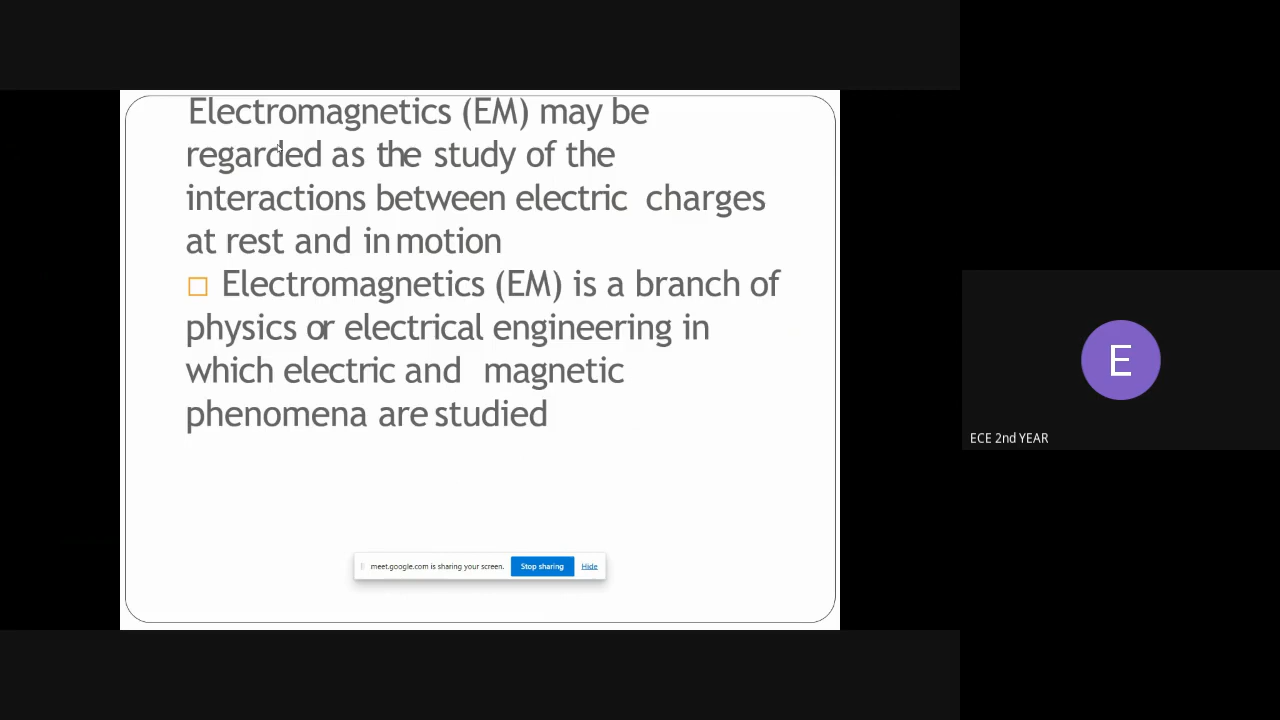 Electromagnetics (EM) may be
regarded as the study of the
interactions between electric charges
at rest and in motion
Electromagnetics (EM) is a branch of
physics or electrical engineering in
which electric and magnetic
phenomena are studied
meet.google.com is sharing your screen. Stop sharing Hide
E
ECE 2nd YEAR